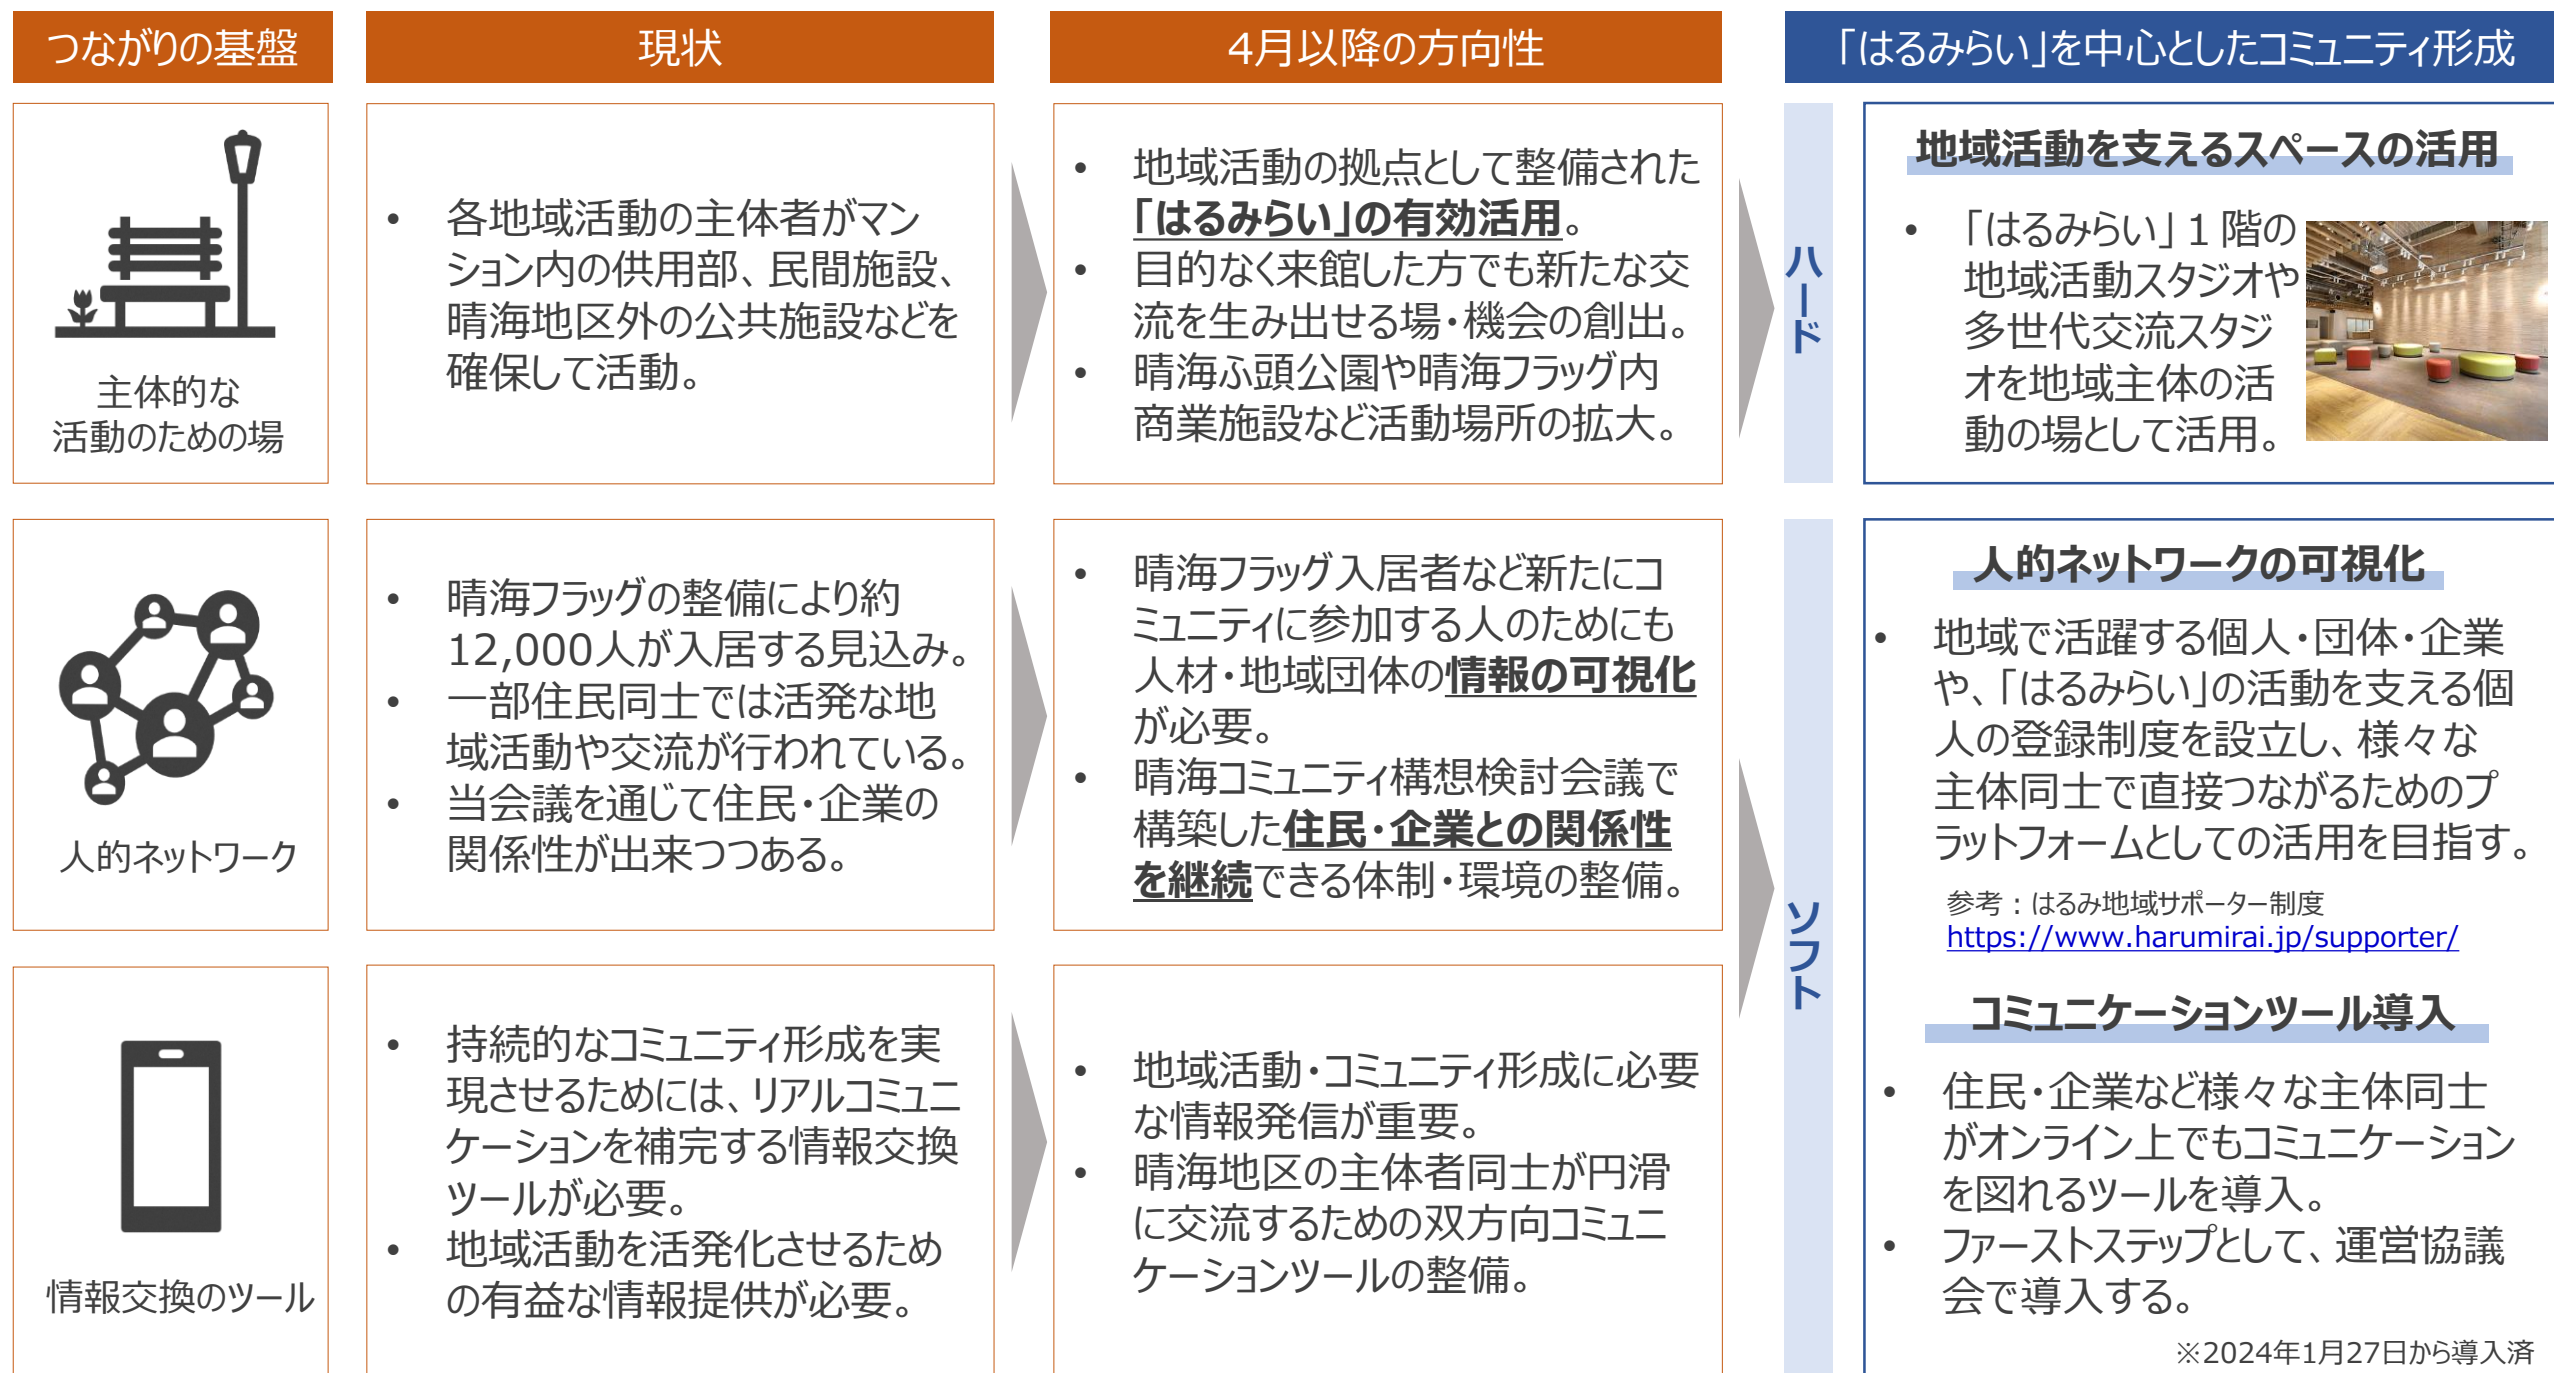 つながりの基盤
現状
4月以降の方向性
「はるみらい」を中心としたコミュニティ形成
主体的な
活動のための場
• 各地域活動の主体者がマン
ション内の供用部、民間施設、
晴海地区外の公共施設などを
確保して活動。
• 地域活動の拠点として整備された
「はるみらい」の有効活用。
• 目的なく来館した方でも新たな交
流を生み出せる場・機会の創出。
• 晴海ふ頭公園や晴海フラッグ内
商業施設など活動場所の拡大。
ハード
地域活動を支えるスペースの活用
• 「はるみらい」1階の
地域活動スタジオや
多世代交流スタジ
オを地域主体の活
動の場として活用。
人的ネットワーク
• 晴海フラッグの整備により約
12,000人が入居する見込み。
• 一部住民同士では活発な地
域活動や交流が行われている。
• 当会議を通じて住民・企業の
関係性が出来つつある。
• 晴海フラッグ入居者など新たにコ
ミュニティに参加する人のためにも
人材・地域団体の情報の可視化
が必要。
• 晴海コミュニティ構想検討会議で
構築した住民・企業との関係性
を継続できる体制・環境の整備。
ソフト
人的ネットワークの可視化
• 地域で活躍する個人・団体・企業
や、「はるみらい」の活動を支える個
人の登録制度を設立し、様々な
主体同士で直接つながるためのプ
ラットフォームとしての活用を目指す。
参考：はるみ地域サポーター制度
https://www.harumirai.jp/supporter/
情報交換のツール
• 持続的なコミュニティ形成を実
現させるためには、リアルコミュニ
ケーションを補完する情報交換
ツールが必要。
• 地域活動を活発化させるため
の有益な情報提供が必要。
• 地域活動・コミュニティ形成に必要
な情報発信が重要。
• 晴海地区の主体者同士が円滑
に交流するための双方向コミュニ
ケーションツールの整備。
コミュニケーションツール導入
• 住民・企業など様々な主体同士
がオンライン上でもコミュニケーション
を図れるツールを導入。
• ファーストステップとして、運営協議
会で導入する。
※2024年1月27日から導入済